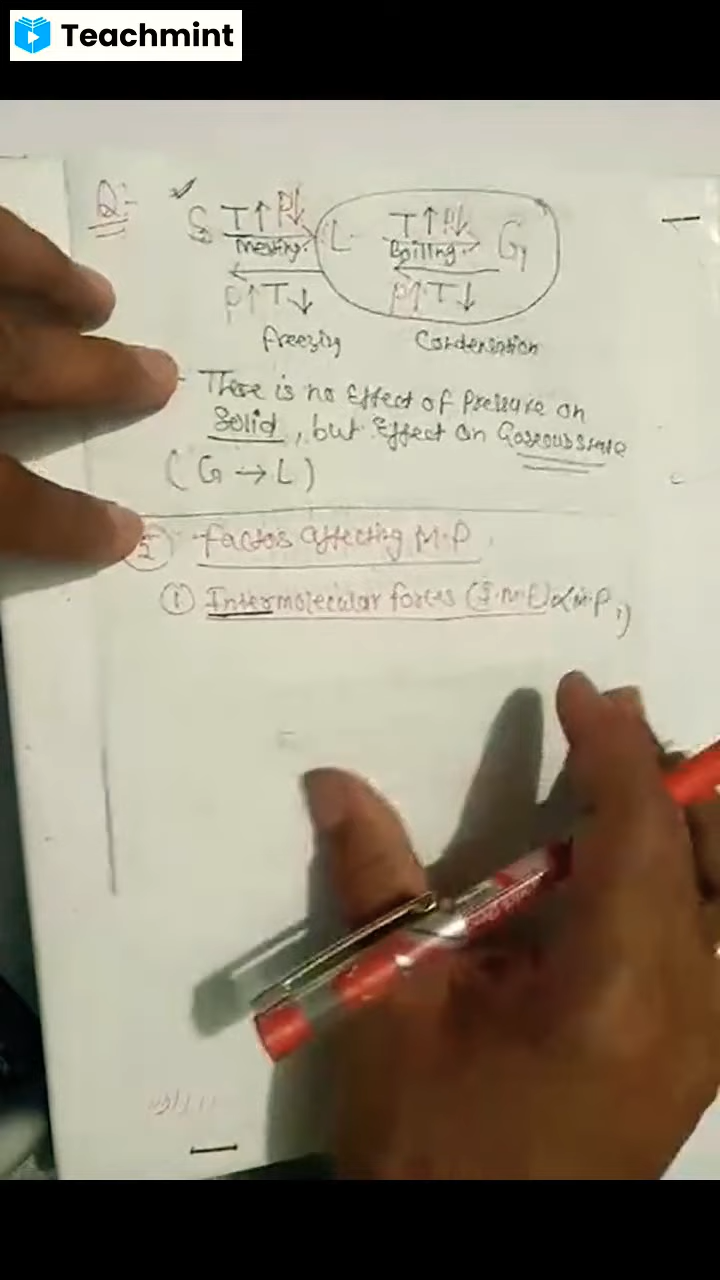 Teachmint
Q:-
S T↑ P↓ L T↑ P↓ G
Melting Boiling
P↑ T↓ P↑ T↓
freezing Condensation
There is no Effect of Pressure on
Solid, but Effect on Gaseous state
(G → L)
Factos affecting M.P
① Intermolecular forces (I.M.F) ∝ M.P,